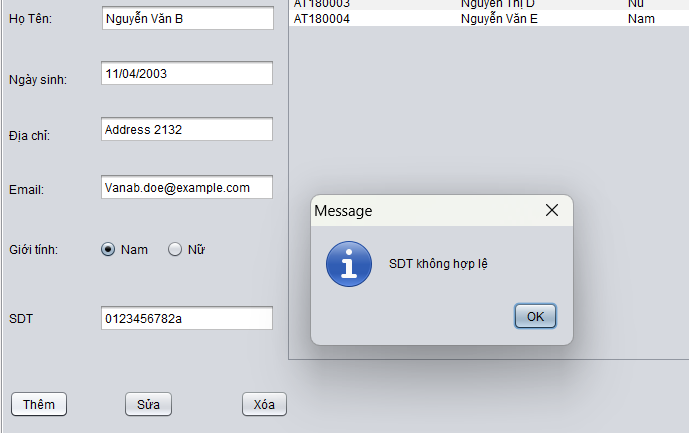 AT180003 Nguyễn Thị D Nữ
Họ Tên: Nguyễn Văn B
AT180004 Nguyễn Văn E Nam
Ngày sinh: 11/04/2003
Địa chỉ: Address 2132
Email: Vanab.doe@example.com
Message
Giới tính: Nam Nữ
SDT không hợp lệ
SDT 0123456782a
OK
Thêm Sửa Xóa